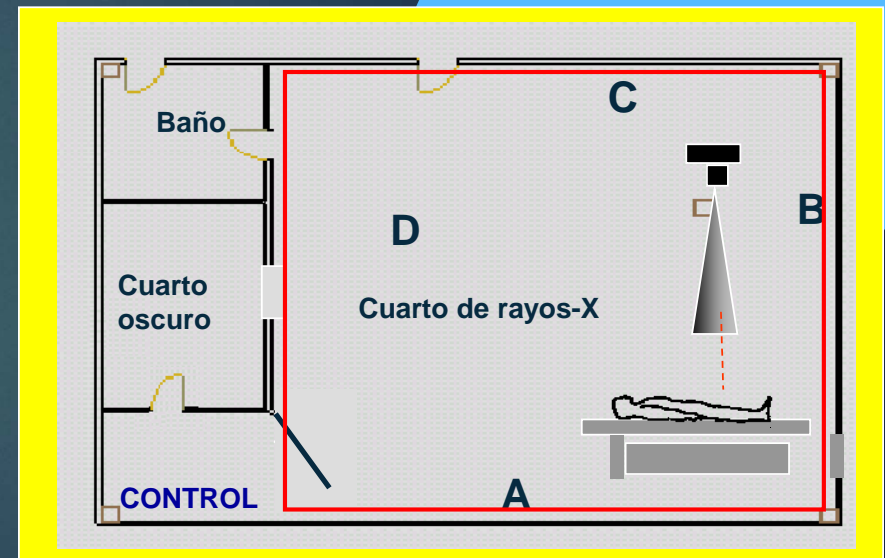 C
Baño
B
D
Cuarto
oscuro
Cuarto de rayos-X
CONTROL
A